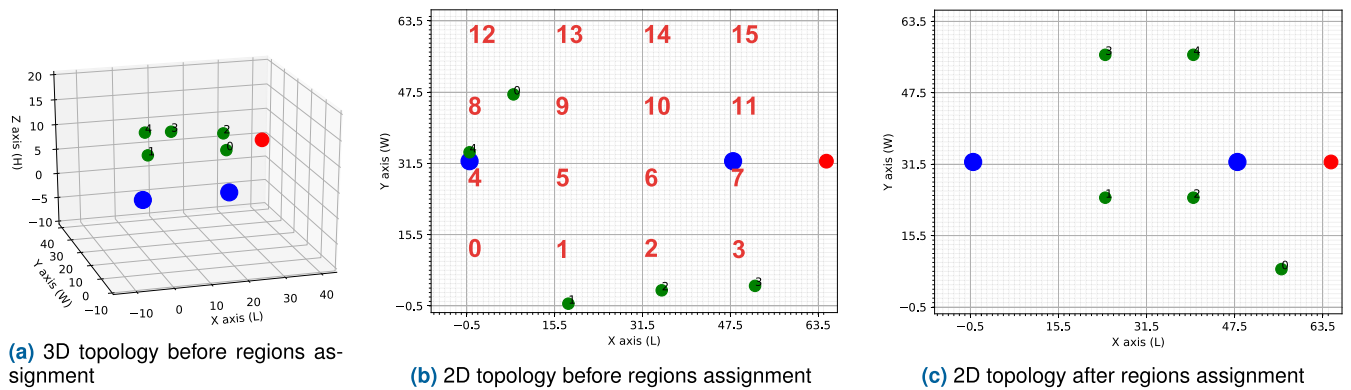 20
15
10
5
0
−5
−10
Z axis (H)
4
3
2
1
0
40
30
20
10
0
−10
Y axis (W)
−10
0
10
20
30
40
X axis (L)
(a) 3D topology before regions as-
signment
63.5
47.5
31.5
15.5
−0.5
Y axis (W)
12 13 14 15
0
8 9 10 11
4
4 5 6 7
0 1 2 3
1
2
3
−0.5 15.5 31.5 47.5 63.5
X axis (L)
(b) 2D topology before regions assignment
63.5
47.5
31.5
15.5
−0.5
Y axis (W)
3 4
1 2
0
−0.5 15.5 31.5 47.5 63.5
X axis (L)
(c) 2D topology after regions assignment